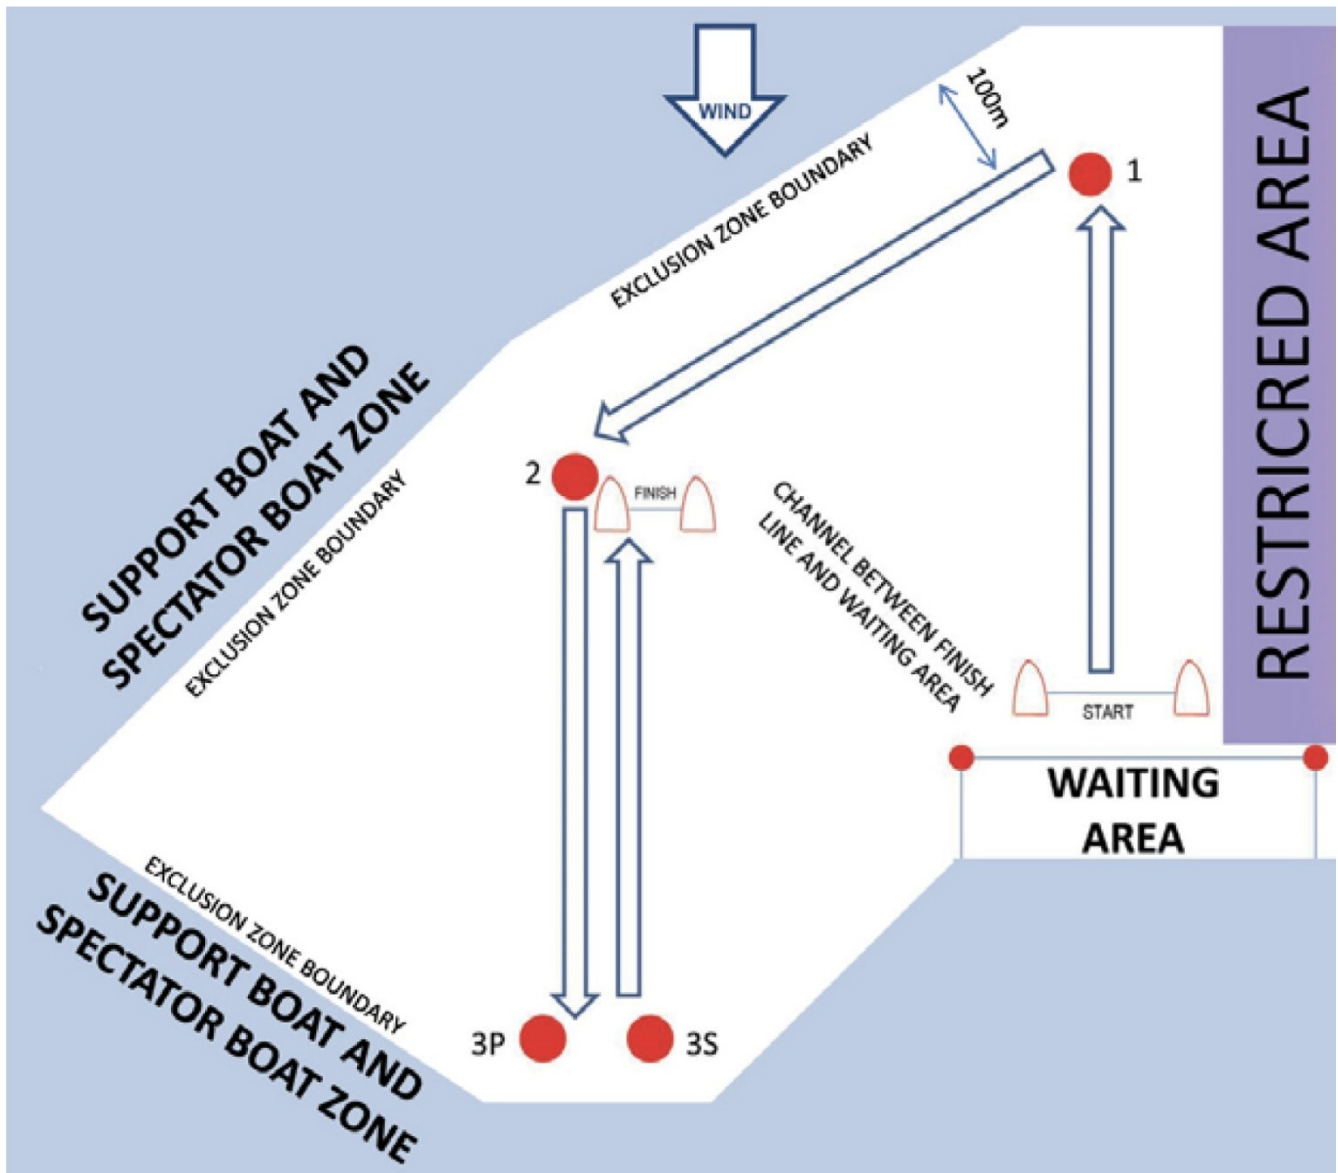 WIND
100m
1
EXCLUSION ZONE BOUNDARY
RESTRICRED AREA
SUPPORT BOAT AND
SPECTATOR BOAT ZONE
EXCLUSION ZONE BOUNDARY
2
FINISH
CHANNEL BETWEEN FINISH
LINE AND WAITING AREA
START
WAITING
AREA
EXCLUSION ZONE BOUNDARY
SUPPORT BOAT AND
SPECTATOR BOAT ZONE
3P
3S